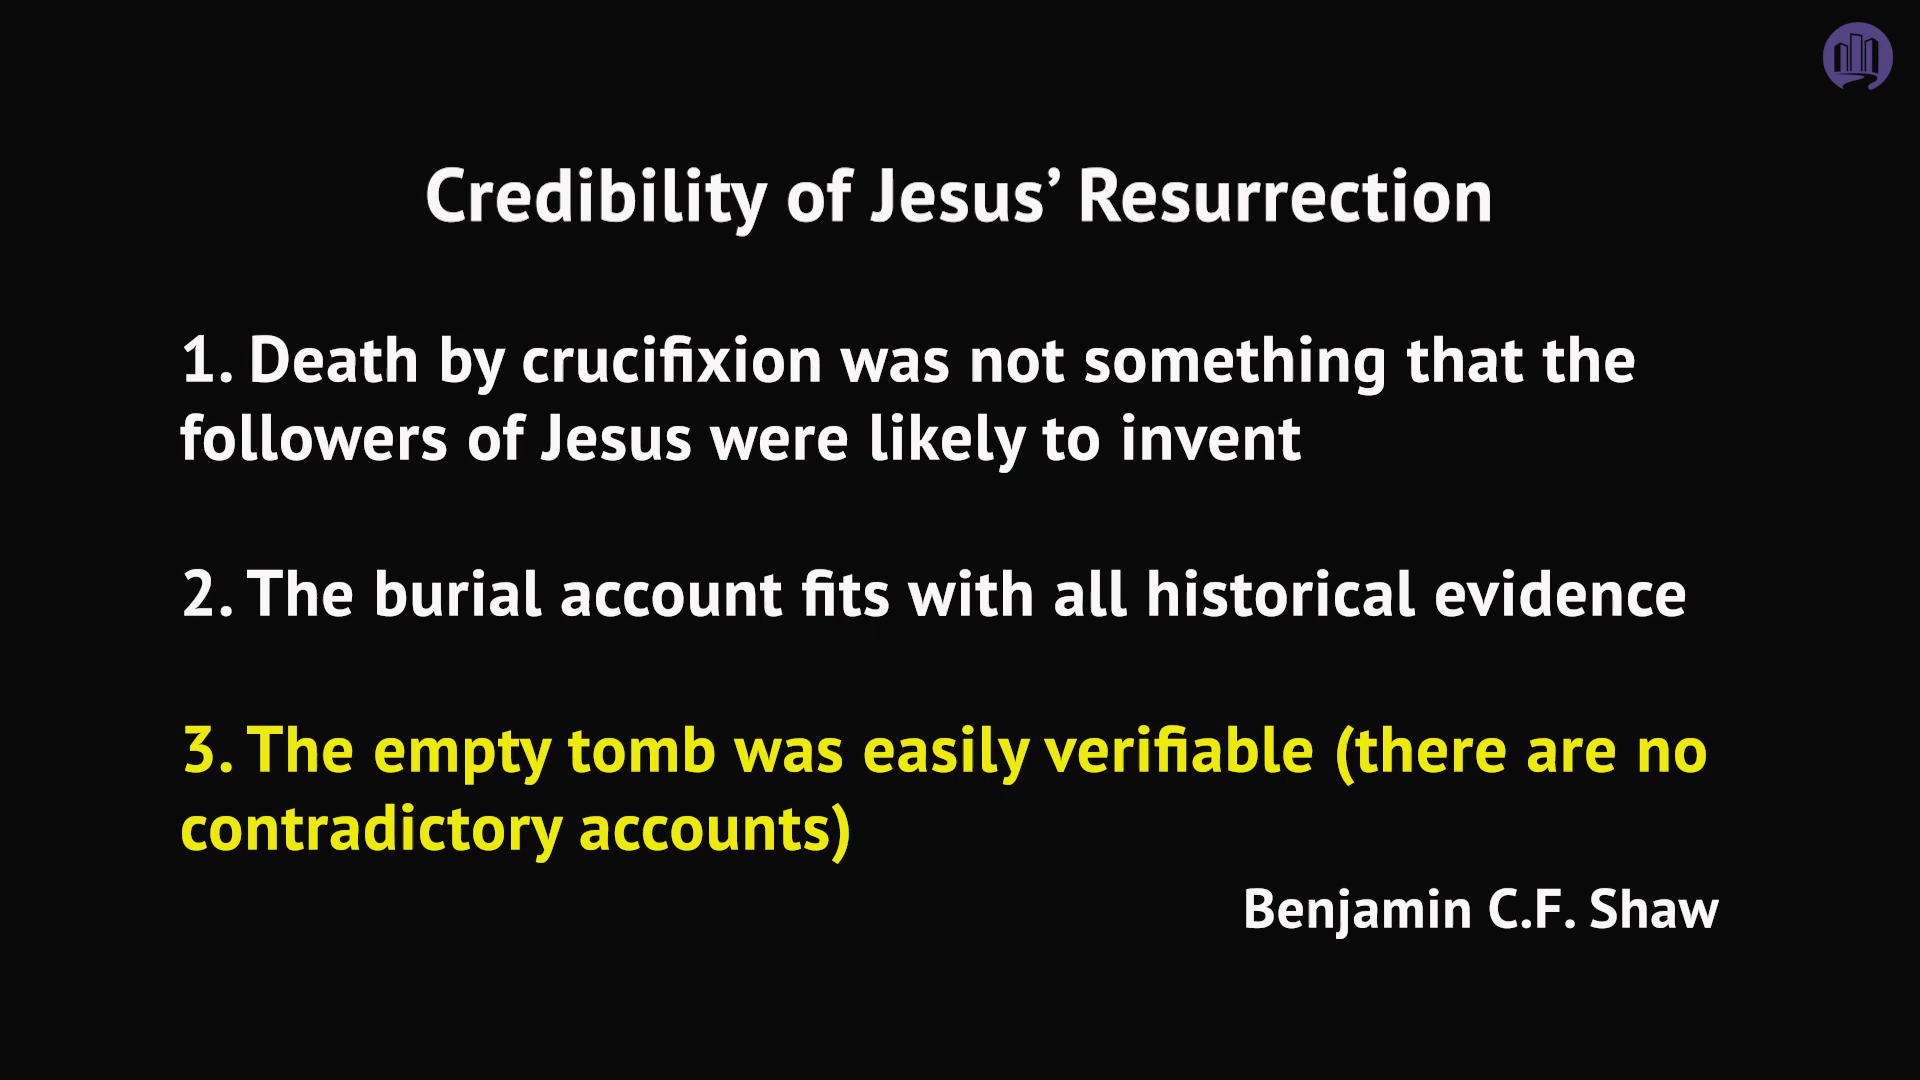 Credibility of Jesus’ Resurrection
1. Death by crucifixion was not something that the
followers of Jesus were likely to invent
2. The burial account fits with all historical evidence
3. The empty tomb was easily verifiable (there are no
contradictory accounts)
Benjamin C.F. Shaw